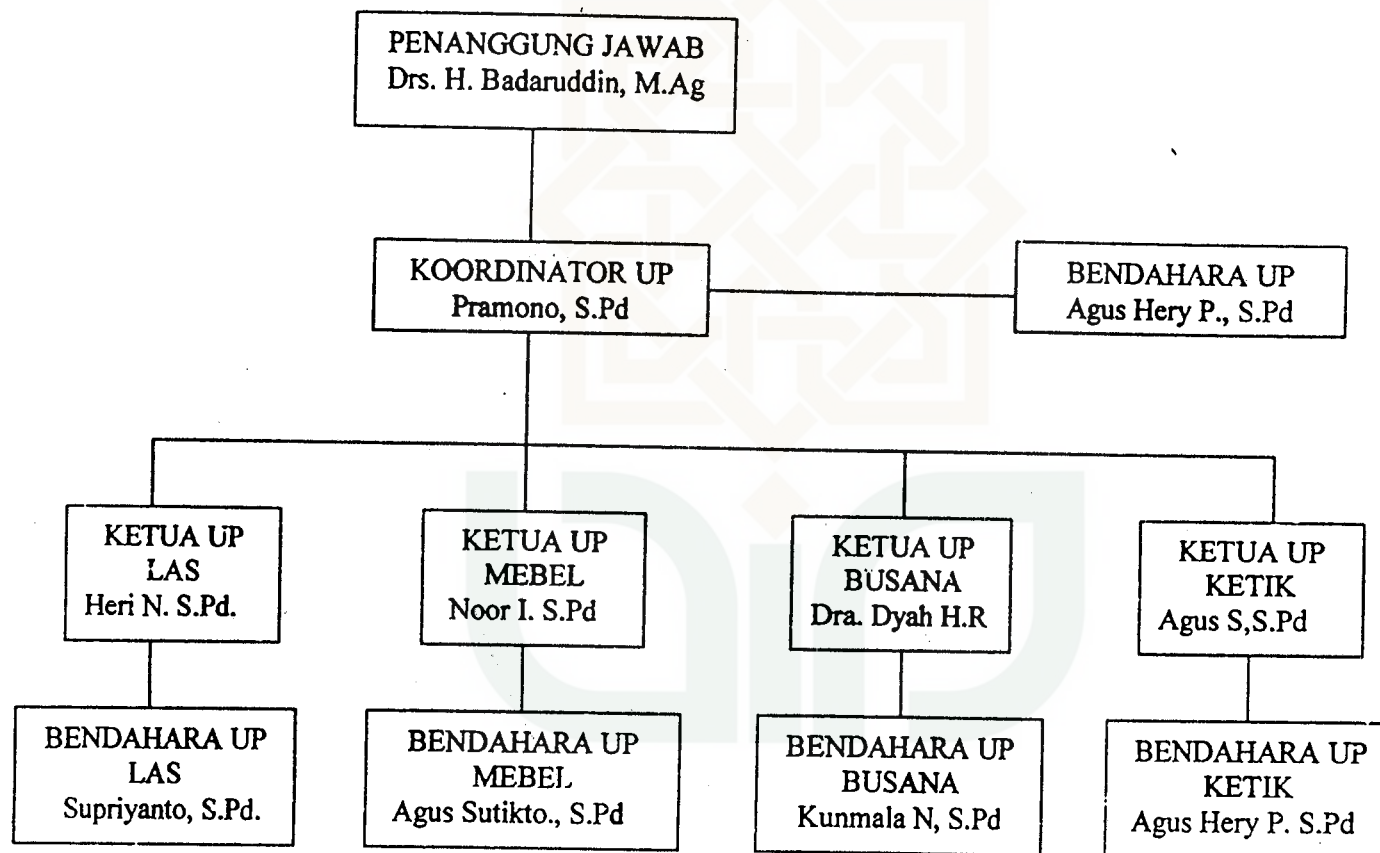 PENANGGUNG JAWAB
Drs. H. Badaruddin, M.Ag
KOORDINATOR UP
Pramono, S.Pd
BENDAHARA UP
Agus Hery P., S.Pd
KETUA UP
LAS
Heri N. S.Pd.
KETUA UP
MEBEL
Noor I. S.Pd
KETUA UP
BUSANA
Dra. Dyah H.R
KETUA UP
KETIK
Agus S,S.Pd
BENDAHARA UP
LAS
Supriyanto, S.Pd.
BENDAHARA UP
MEBEL
Agus Sutikto., S.Pd
BENDAHARA UP
BUSANA
Kunmala N, S.Pd
BENDAHARA UP
KETIK
Agus Hery P. S.Pd